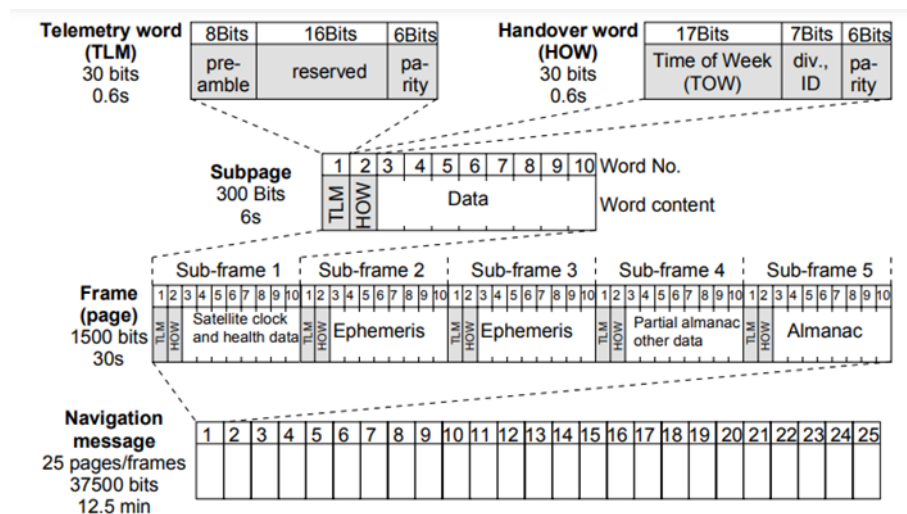 Telemetry word
(TLM)
30 bits
0.6s
8Bits 16Bits 6Bits
pre-
amble
reserved
pa-
rity
Handover word
(HOW)
30 bits
0.6s
17Bits 7Bits 6Bits
Time of Week
(TOW)
div.,
ID
pa-
rity
Subpage
300 Bits
6s
1 2 3 4 5 6 7 8 9 10 Word No.
TLM HOW Data Word content
Sub-frame 1 Sub-frame 2 Sub-frame 3 Sub-frame 4 Sub-frame 5
Frame
(page)
1500 bits
30s
1 2 3 4 5 6 7 8 9 10 1 2 3 4 5 6 7 8 9 10 1 2 3 4 5 6 7 8 9 10 1 2 3 4 5 6 7 8 9 10 1 2 3 4 5 6 7 8 9 10
TLM HOW Satellite clock
and health data
TLM HOW Ephemeris
TLM HOW Ephemeris
TLM HOW Partial almanac
other data
TLM HOW Almanac
Navigation
message
25 pages/frames
37500 bits
12.5 min
1 2 3 4 5 6 7 8 9 10 11 12 13 14 15 16 17 18 19 20 21 22 23 24 25